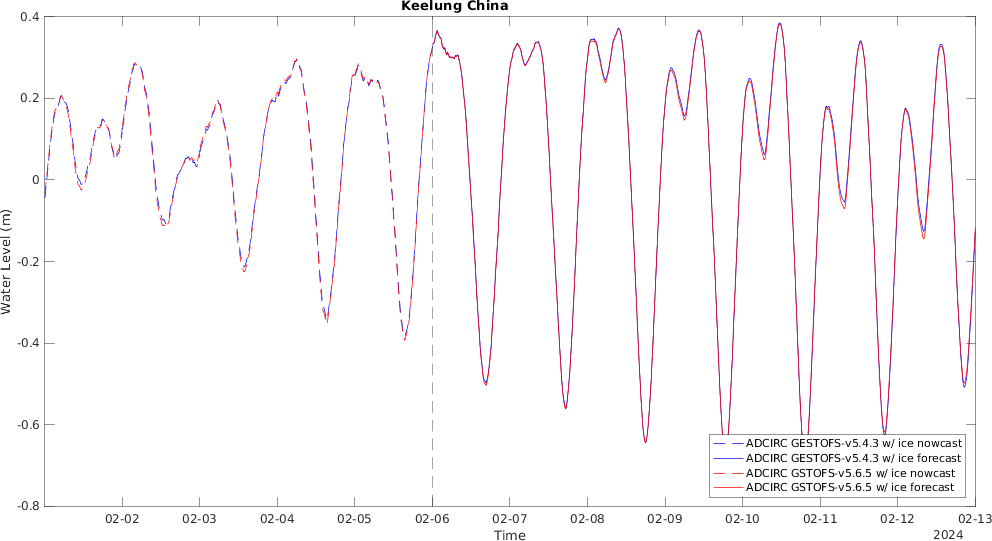 Keelung China
0.4
0.2
0
-0.2
-0.4
-0.6
-0.8
Water Level (m)
ADCIRC GESTOFS-v5.4.3 w/ ice nowcast
ADCIRC GESTOFS-v5.4.3 w/ ice forecast
ADCIRC GSTOFS-v5.6.5 w/ ice nowcast
ADCIRC GSTOFS-v5.6.5 w/ ice forecast
02-02 02-03 02-04 02-05 02-06 02-07 02-08 02-09 02-10 02-11 02-12 02-13
Time
2024